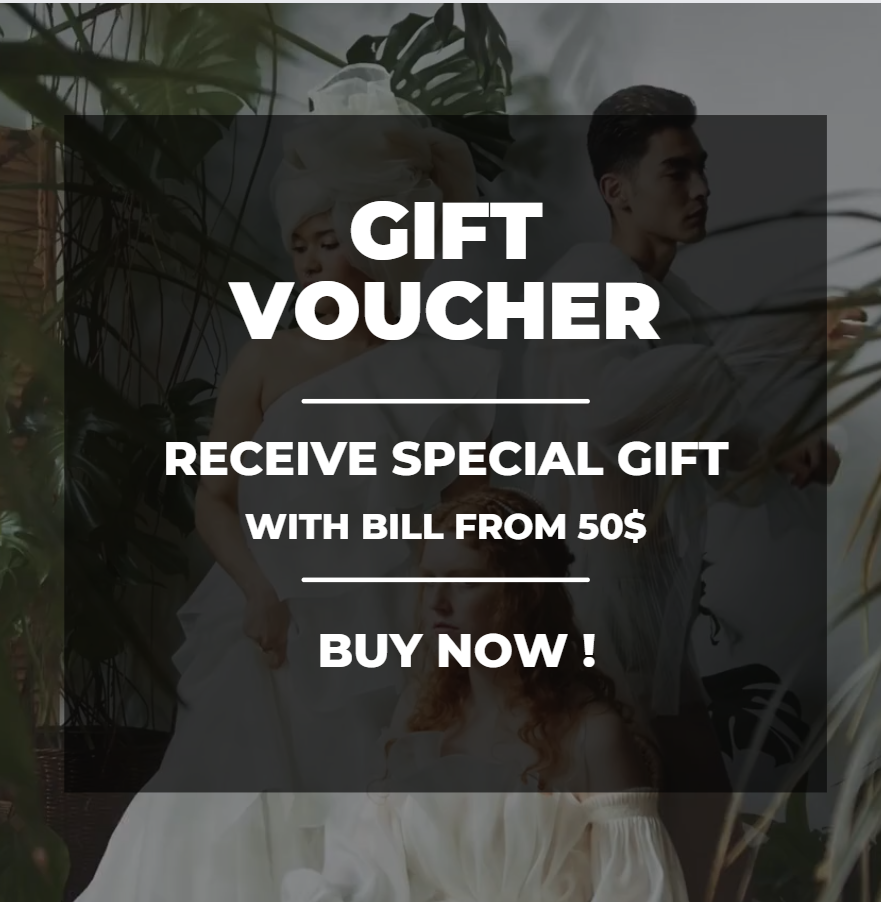 GIFT
VOUCHER
RECEIVE SPECIAL GIFT
WITH BILL FROM 50$
BUY NOW !